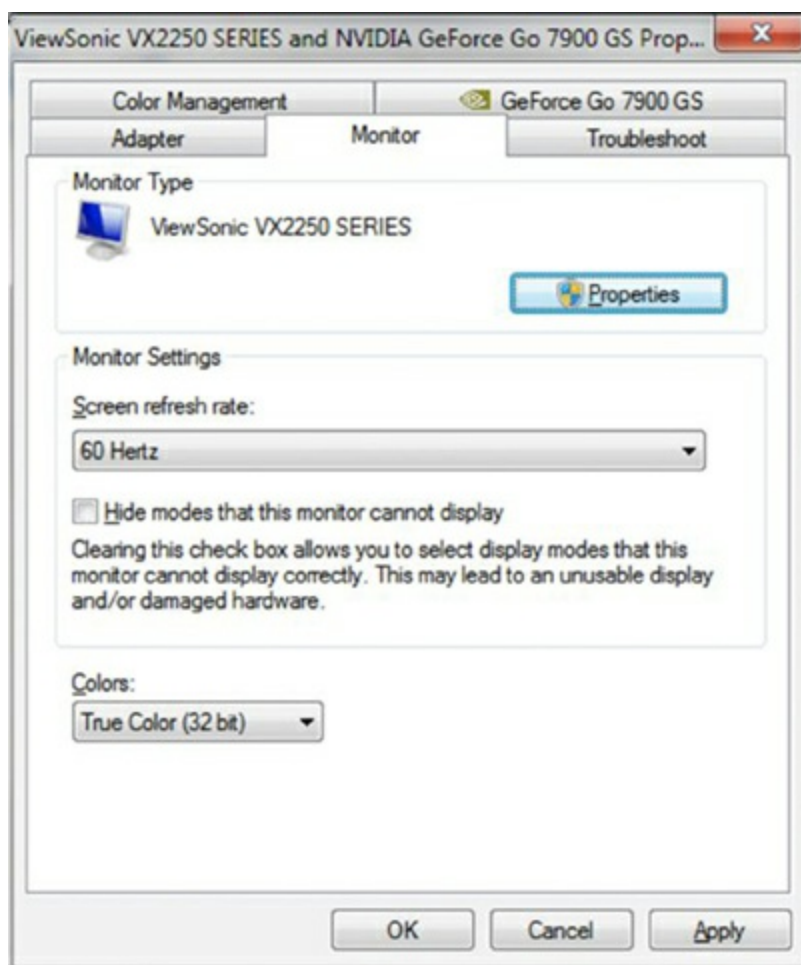 ViewSonic VX2250 SERIES and NVIDIA GeForce Go 7900 GS Prop...
Color Management
GeForce Go 7900 GS
Adapter
Monitor
Troubleshoot
Monitor Type
ViewSonic VX2250 SERIES
Properties
Monitor Settings
Screen refresh rate:
60 Hertz
Hide modes that this monitor cannot display
Clearing this check box allows you to select display modes that this
monitor cannot display correctly. This may lead to an unusable display
and/or damaged hardware.
Colors:
True Color (32 bit)
OK
Cancel
Apply